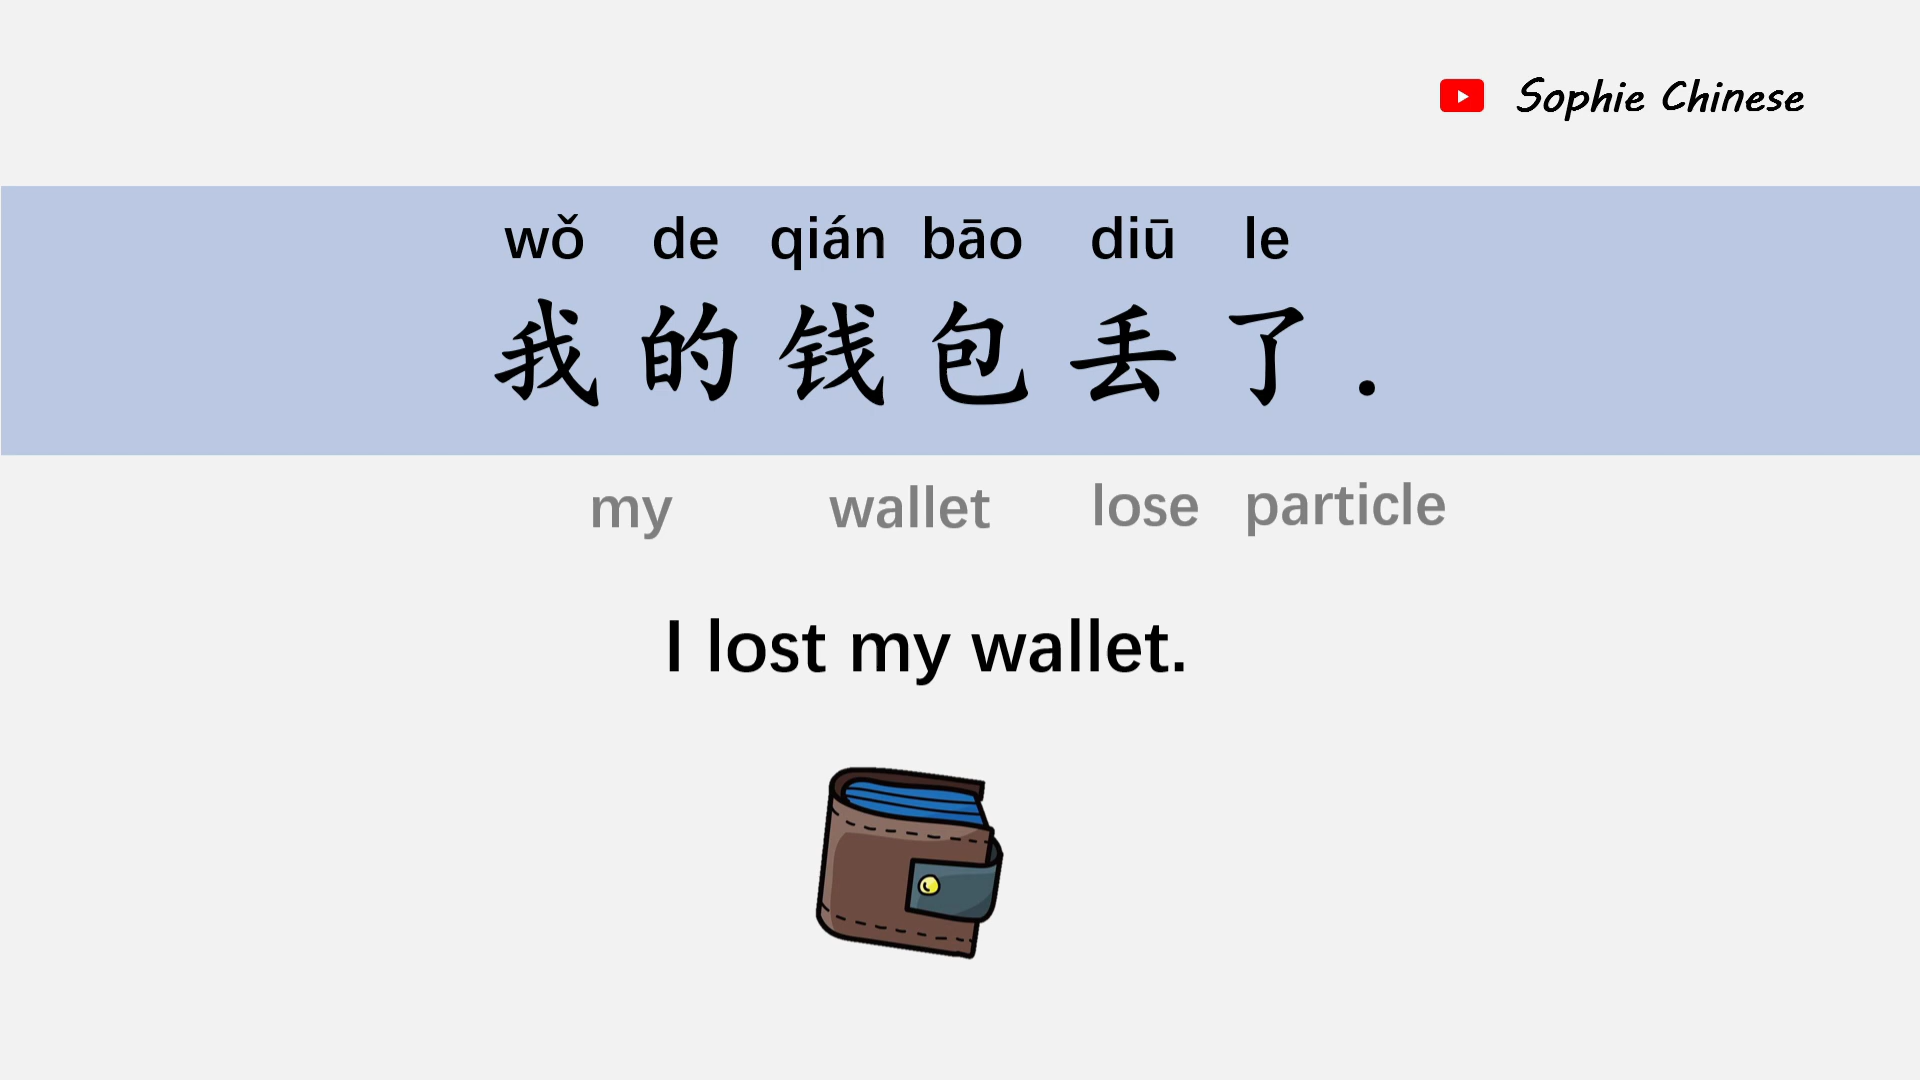 Sophie Chinese
wǒ de qián bāo diū le
我的钱包丢了.
my wallet lose particle
I lost my wallet.